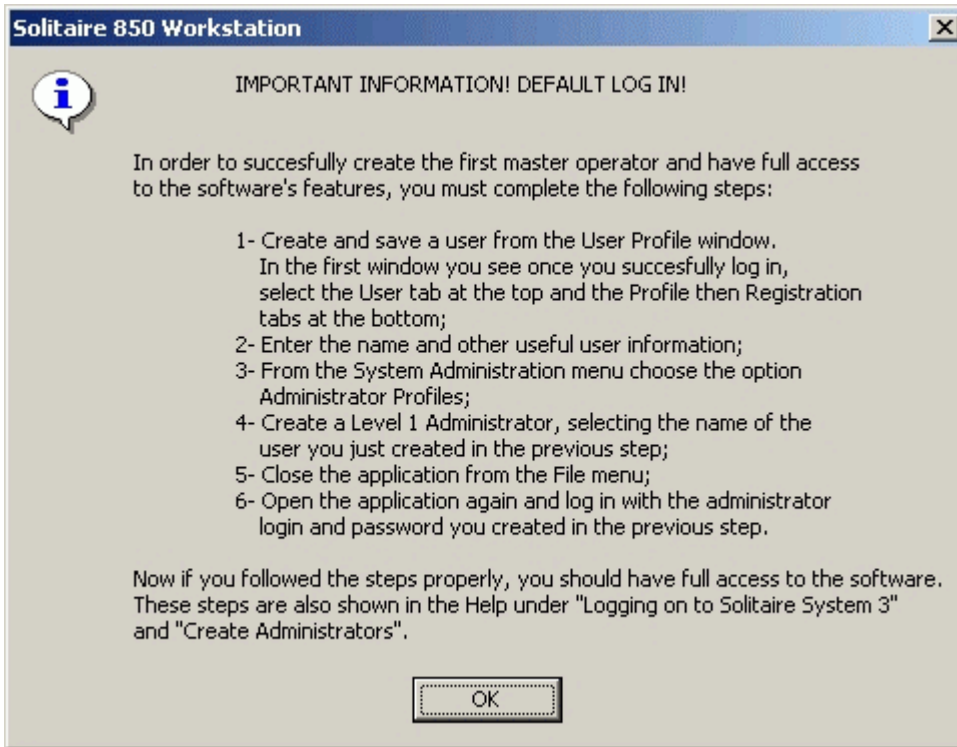 Solitaire 850 Workstation
IMPORTANT INFORMATION! DEFAULT LOG IN!
In order to succesfully create the first master operator and have full access
to the software's features, you must complete the following steps:
1- Create and save a user from the User Profile window.
In the first window you see once you succesfully log in,
select the User tab at the top and the Profile then Registration
tabs at the bottom;
2- Enter the name and other useful user information;
3- From the System Administration menu choose the option
Administrator Profiles;
4- Create a Level 1 Administrator, selecting the name of the
user you just created in the previous step;
5- Close the application from the File menu;
6- Open the application again and log in with the administrator
login and password you created in the previous step.
Now if you followed the steps properly, you should have full access to the software.
These steps are also shown in the Help under "Logging on to Solitaire System 3"
and "Create Administrators".
OK